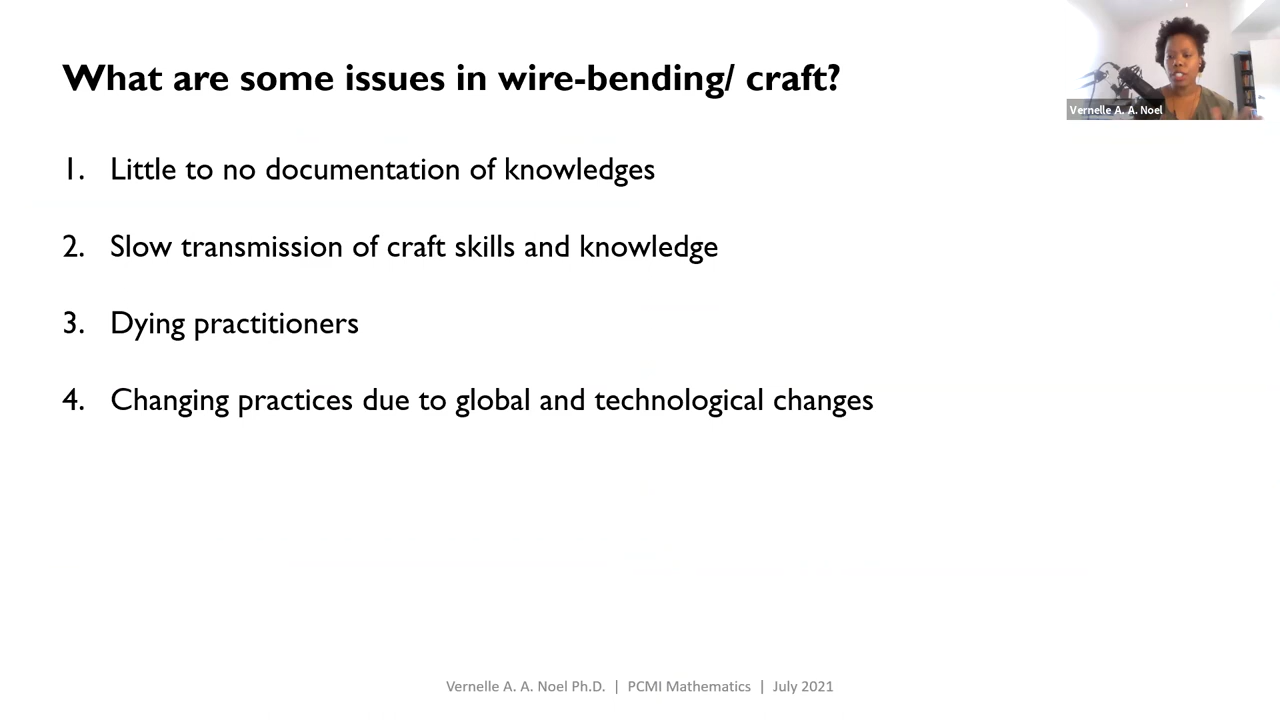 What are some issues in wire-bending/ craft?
Vernelle A. A. Noel
1. Little to no documentation of knowledges
2. Slow transmission of craft skills and knowledge
3. Dying practitioners
4. Changing practices due to global and technological changes
Vernelle A. A. Noel Ph.D. | PCMI Mathematics | July 2021